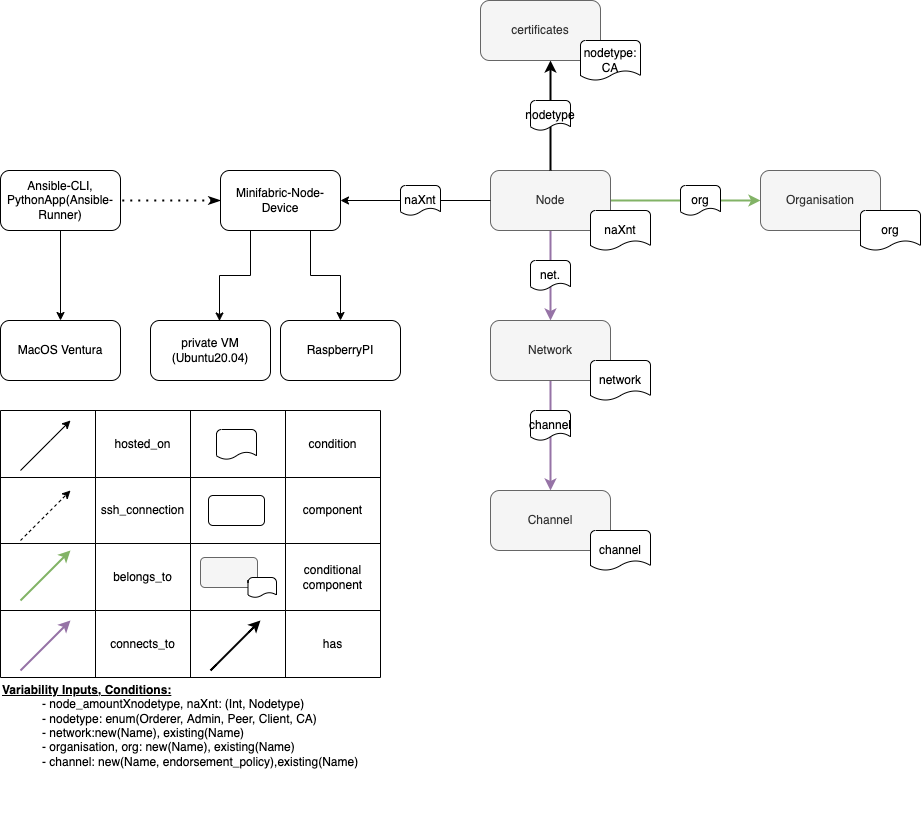 certificates
nodetype:
CA
nodetype
Ansible-CLI,
PythonApp(Ansible-
Runner)
Minifabric-Node-
Device
naXnt
Node
naXnt
org
Organisation
org
net.
MacOS Ventura
private VM
(Ubuntu20.04)
RaspberryPI
Network
network
channel
Channel
channel
hosted_on
condition
ssh_connection
component
belongs_to
conditional
component
connects_to
has
Variability Inputs, Conditions:
- node_amountXnodetype, naXnt: (Int, Nodetype)
- nodetype: enum(Orderer, Admin, Peer, Client, CA)
- network:new(Name), existing(Name)
- organisation, org: new(Name), existing(Name)
- channel: new(Name, endorsement_policy),existing(Name)